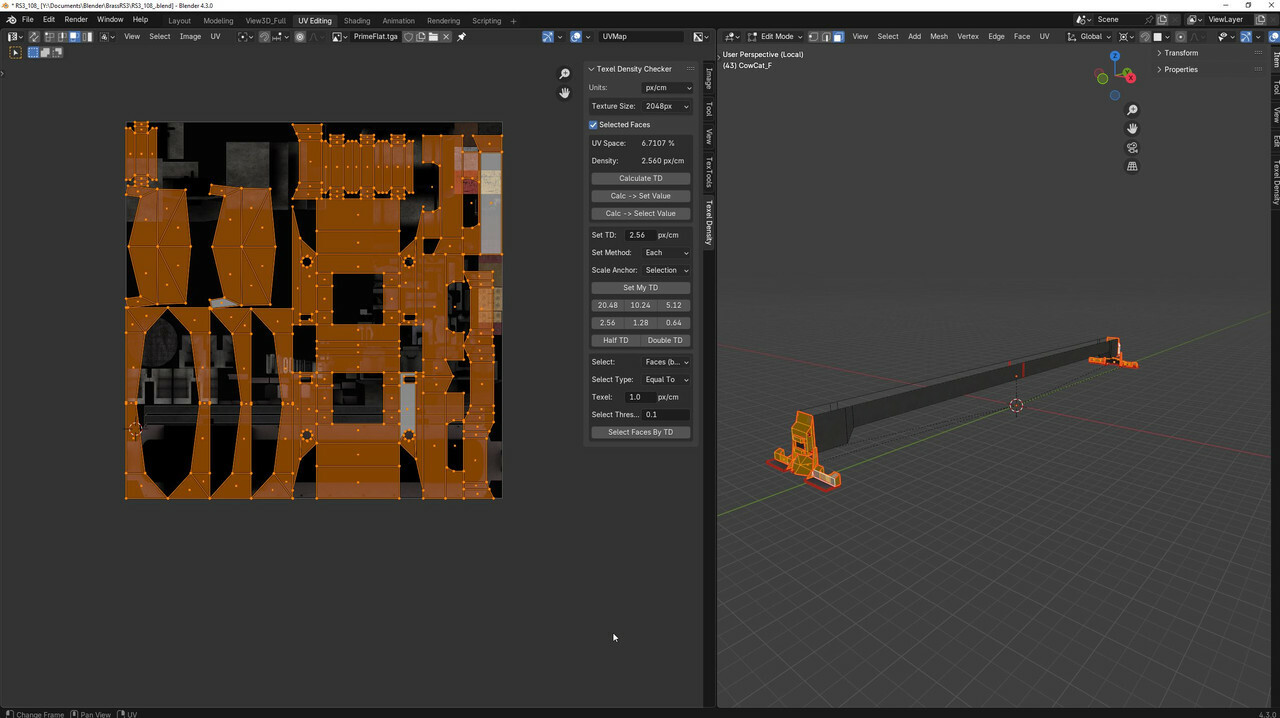 * RS3_108_ [Y:\Documents\Blender\BrassRS3\RS3_108_.blend] - Blender 4.3.0
File Edit Render Window Help Layout Modeling View3D_Full UV Editing Shading Animation Rendering Scripting + Scene ViewLayer
View Select Image UV PrimeFlat.tga UVMap
Edit Mode View Select Add Mesh Vertex Edge Face UV Global
User Perspective (Local)
(43) CowCat_F
Z
Y
X
Transform
Properties
Item
Tool
View
Edit
Texel Density
Texel Density Checker
Units: px/cm
Texture Size: 2048px
Selected Faces
UV Space: 6.7107 %
Density: 2.560 px/cm
Calculate TD
Calc -> Set Value
Calc -> Select Value
Set TD: 2.56 px/cm
Set Method: Each
Scale Anchor: Selection
Set My TD
20.48 10.24 5.12
2.56 1.28 0.64
Half TD Double TD
Select: Faces (b...
Select Type: Equal To
Texel: 1.0 px/cm
Select Thres... 0.1
Select Faces By TD
Image
Tool
View
TexTools
Texel Density
Change Frame Pan View UV
4.3.0